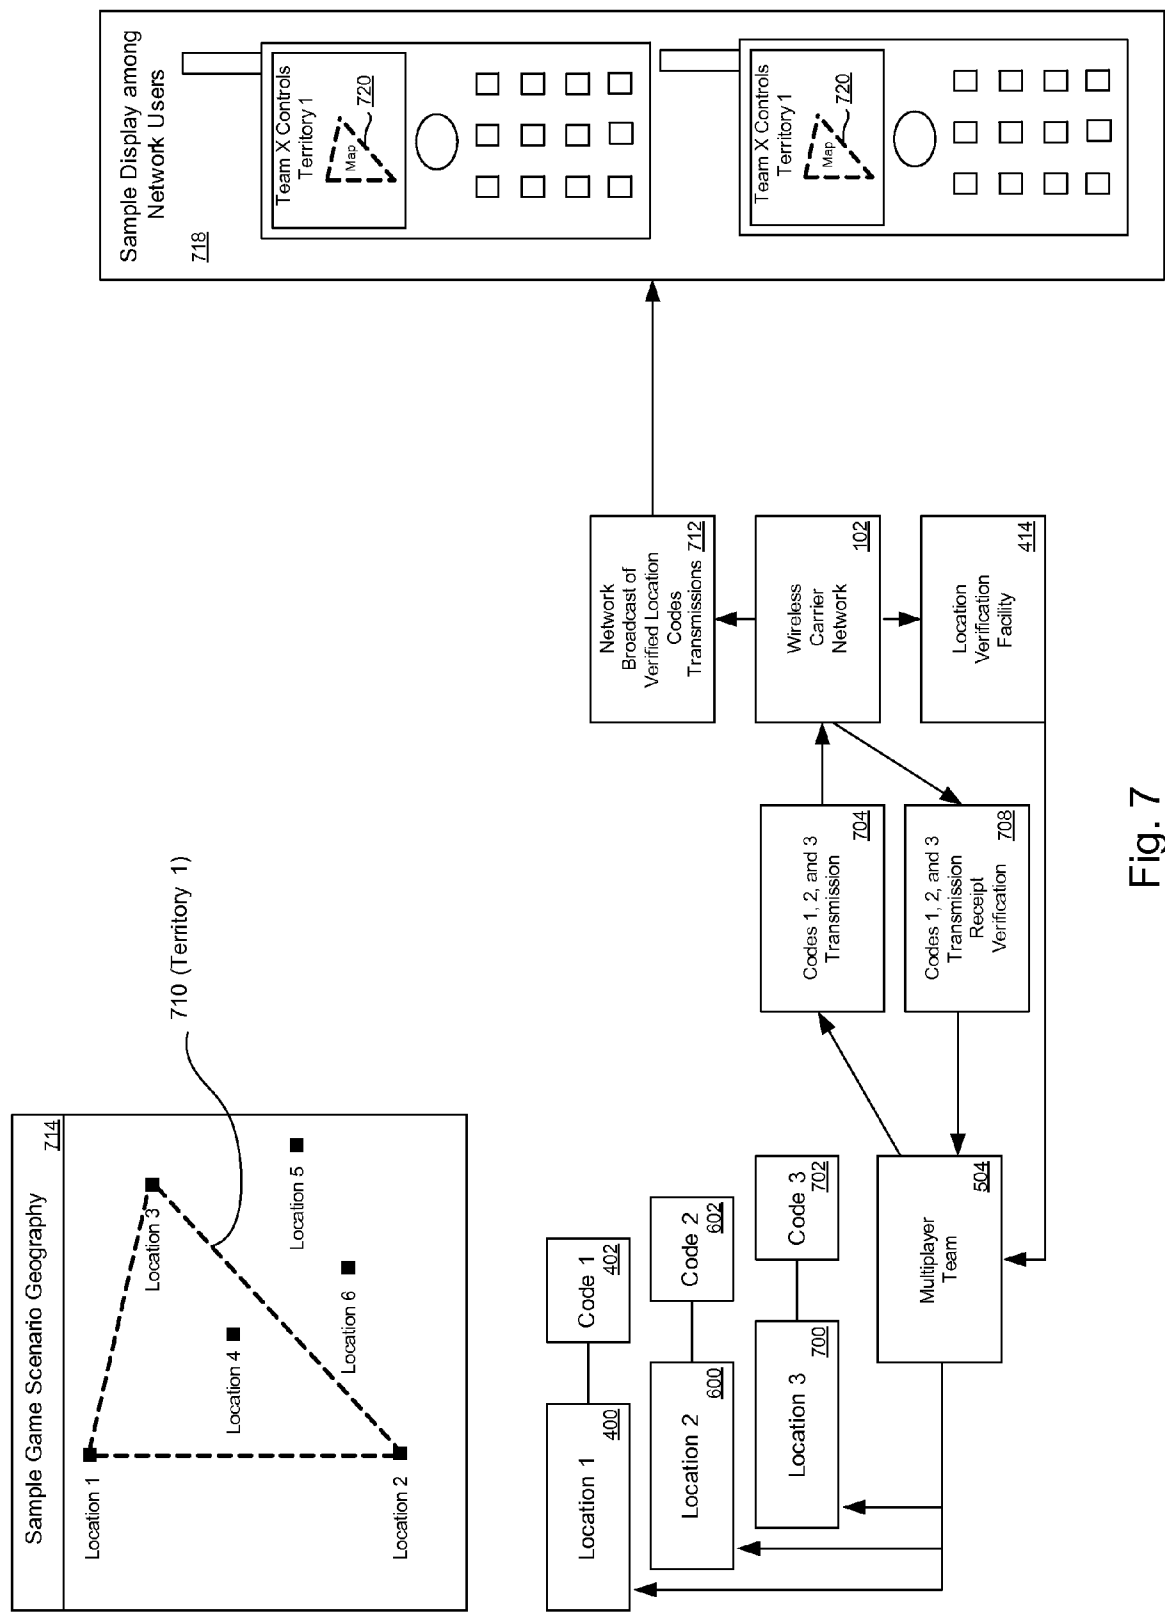 Sample Game Scenario Geography
714
Location 1
Location 2
Location 3
Location 4
Location 6
Location 5
710 (Territory 1)
Location 1
400
Code 1
402
Location 2
600
Code 2
602
Location 3
700
Code 3
702
Multiplayer
Team
504
Codes 1, 2, and 3
Transmission
704
Codes 1, 2, and 3
Transmission
Receipt
Verification
708
Network
Broadcast of
Verified Location
Codes
Transmissions
712
Wireless
Carrier
Network
102
Location
Verification
Facility
414
Sample Display among
Network Users
718
Team X Controls
Territory 1
Map
720
Team X Controls
Territory 1
Map
720
Fig. 7